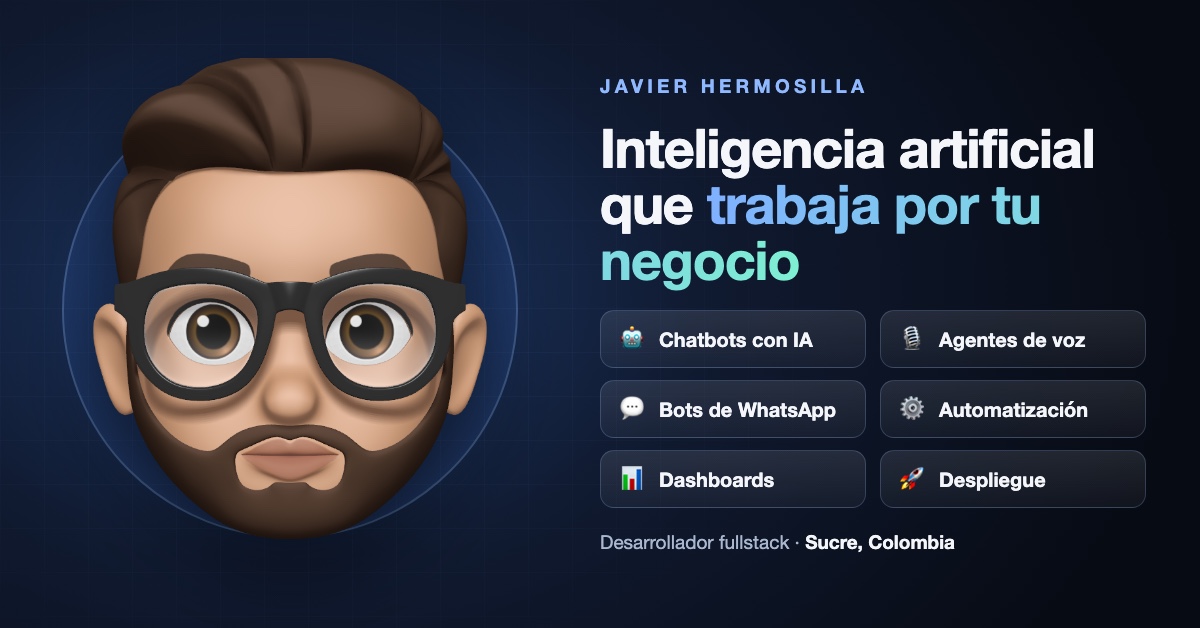 JAVIER HERMOSILLA
Inteligencia artificial
que trabaja por tu
negocio
Chatbots con IA
Agentes de voz
Bots de WhatsApp
Automatización
Dashboards
Despliegue
Desarrollador fullstack · Sucre, Colombia